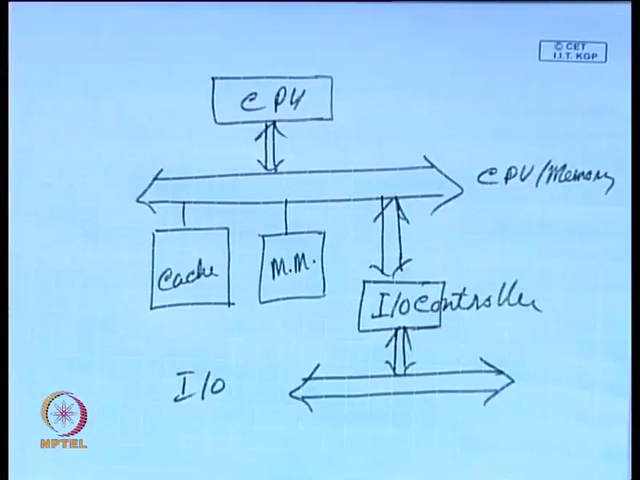 © CET
I.I.T. KGP
CPU
CPU/Memory
Cache
M.M.
I/O Controller
I/O
NPTEL